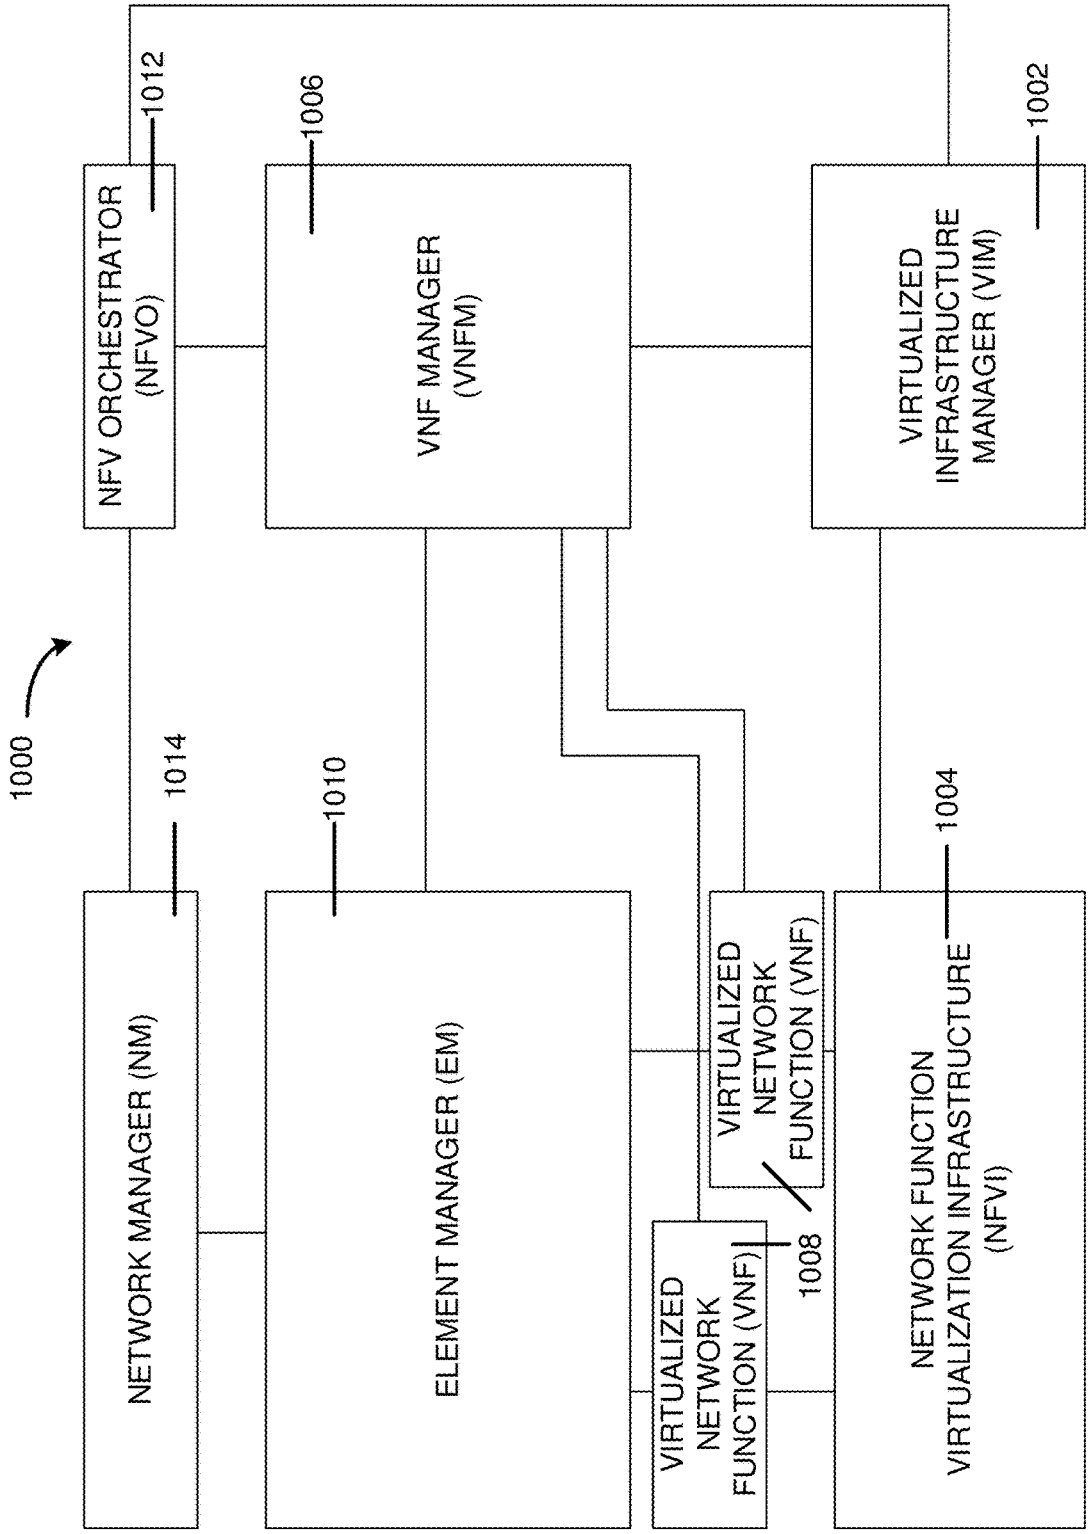 1000
NETWORK MANAGER (NM)
1014
NFV ORCHESTRATOR
(NFVO)
1012
ELEMENT MANAGER (EM)
1010
VNF MANAGER
(VNFM)
1006
VIRTUALIZED
NETWORK
FUNCTION (VNF)
1008
VIRTUALIZED
NETWORK
FUNCTION (VNF)
NETWORK FUNCTION
VIRTUALIZATION INFRASTRUCTURE
(NFVI)
1004
VIRTUALIZED
INFRASTRUCTURE
MANAGER (VIM)
1002